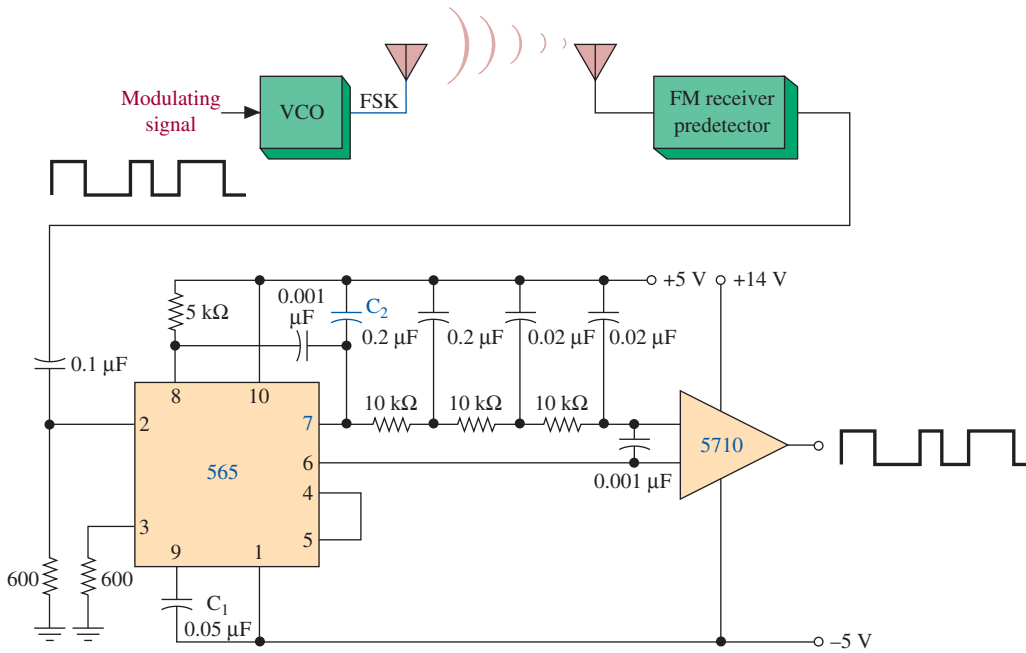 Modulating
signal
VCO
FSK
FM receiver
predetector
+5 V
+14 V
5 kΩ
0.001
μF
C₂
0.2 μF
0.2 μF
0.02 μF
0.02 μF
0.1 μF
8
10
2
7
10 kΩ
10 kΩ
10 kΩ
565
6
5710
4
0.001 μF
3
5
9
1
600
600
C₁
0.05 μF
–5 V